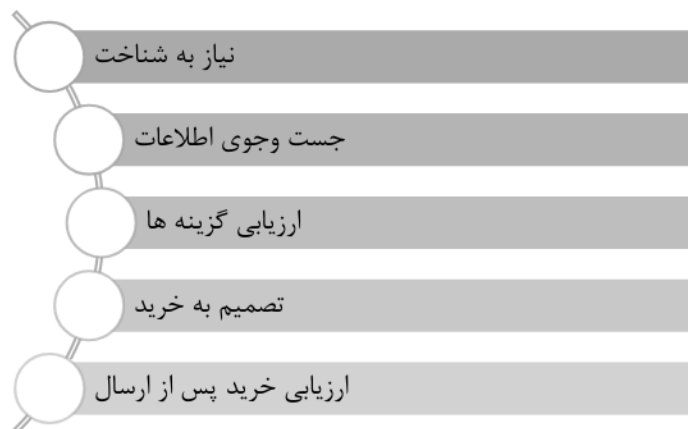 نیاز به شناخت
جست وجوی اطلاعات
ارزیابی گزینه ها
تصمیم به خرید
ارزیابی خرید پس از ارسال